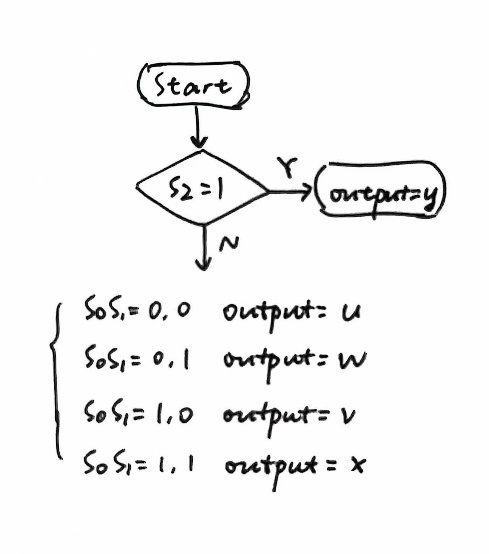 Start
S2=1
Y
output=y
N
S0S1=0,0 output= u
S0S1=0,1 output= w
S0S1=1,0 output= v
S0S1=1,1 output= x